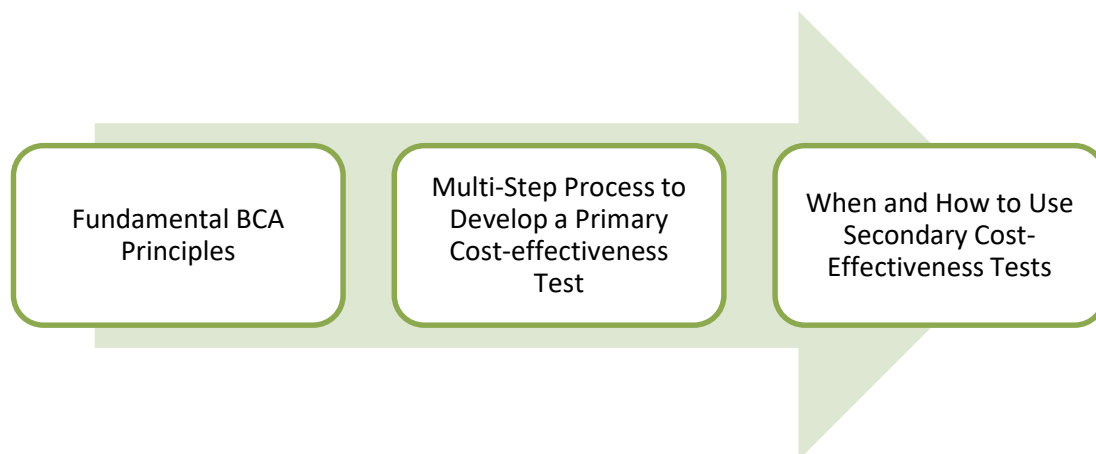 Fundamental BCA
Principles
Multi-Step Process to
Develop a Primary
Cost-effectiveness
Test
When and How to Use
Secondary Cost-
Effectiveness Tests